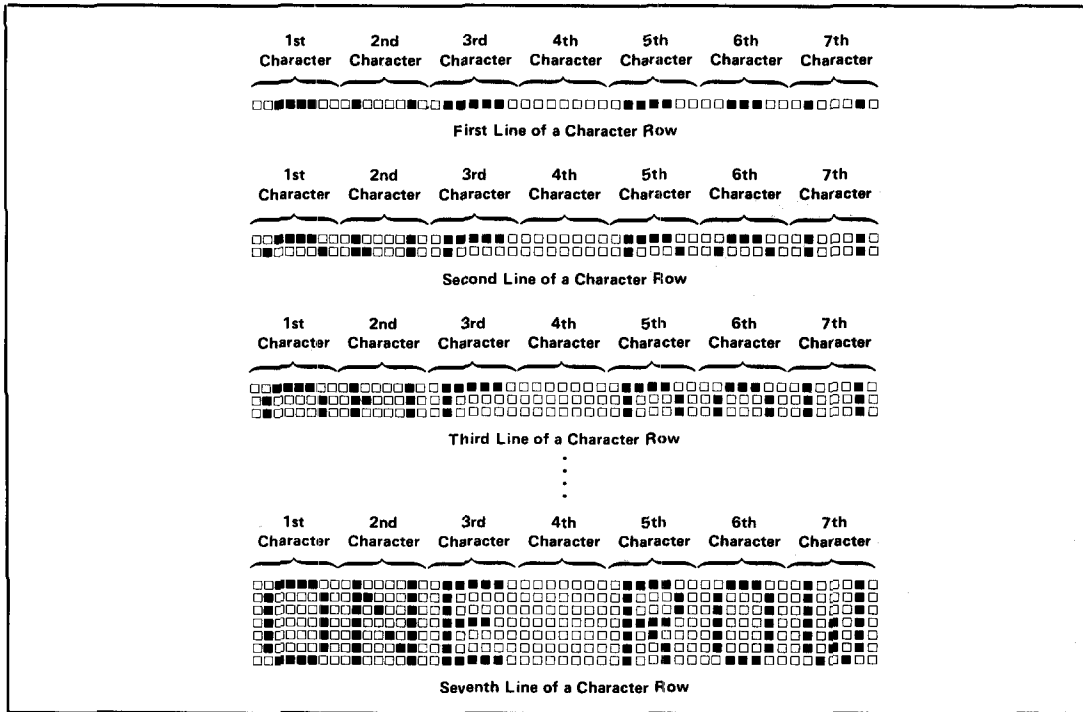 1st 2nd 3rd 4th 5th 6th 7th
Character Character Character Character Character Character Character
First Line of a Character Row
1st 2nd 3rd 4th 5th 6th 7th
Character Character Character Character Character Character Character
Second Line of a Character Row
1st 2nd 3rd 4th 5th 6th 7th
Character Character Character Character Character Character Character
Third Line of a Character Row
1st 2nd 3rd 4th 5th 6th 7th
Character Character Character Character Character Character Character
Seventh Line of a Character Row